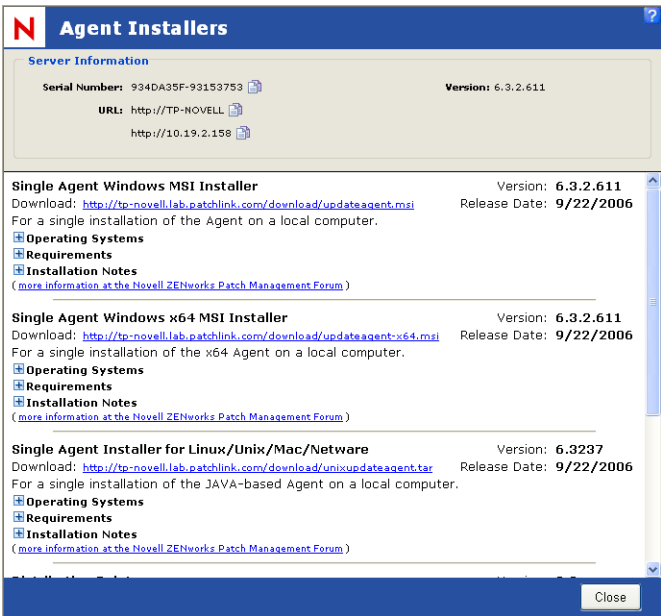 N Agent Installers ?
Server Information
Serial Number: 934DA35F-93153753 Version: 6.3.2.611
URL: http://TP-NOVELL
http://10.19.2.158
Single Agent Windows MSI Installer Version: 6.3.2.611
Download: http://tp-novell.lab.patchlink.com/download/updateagent.msi Release Date: 9/22/2006
For a single installation of the Agent on a local computer.
Operating Systems
Requirements
Installation Notes
( more information at the Novell ZENworks Patch Management Forum )
Single Agent Windows x64 MSI Installer Version: 6.3.2.611
Download: http://tp-novell.lab.patchlink.com/download/updateagent-x64.msi Release Date: 9/22/2006
For a single installation of the x64 Agent on a local computer.
Operating Systems
Requirements
Installation Notes
( more information at the Novell ZENworks Patch Management Forum )
Single Agent Installer for Linux/Unix/Mac/Netware Version: 6.3237
Download: http://tp-novell.lab.patchlink.com/download/unixupdateagent.tar Release Date: 9/22/2006
For a single installation of the JAVA-based Agent on a local computer.
Operating Systems
Requirements
Installation Notes
( more information at the Novell ZENworks Patch Management Forum )
Close